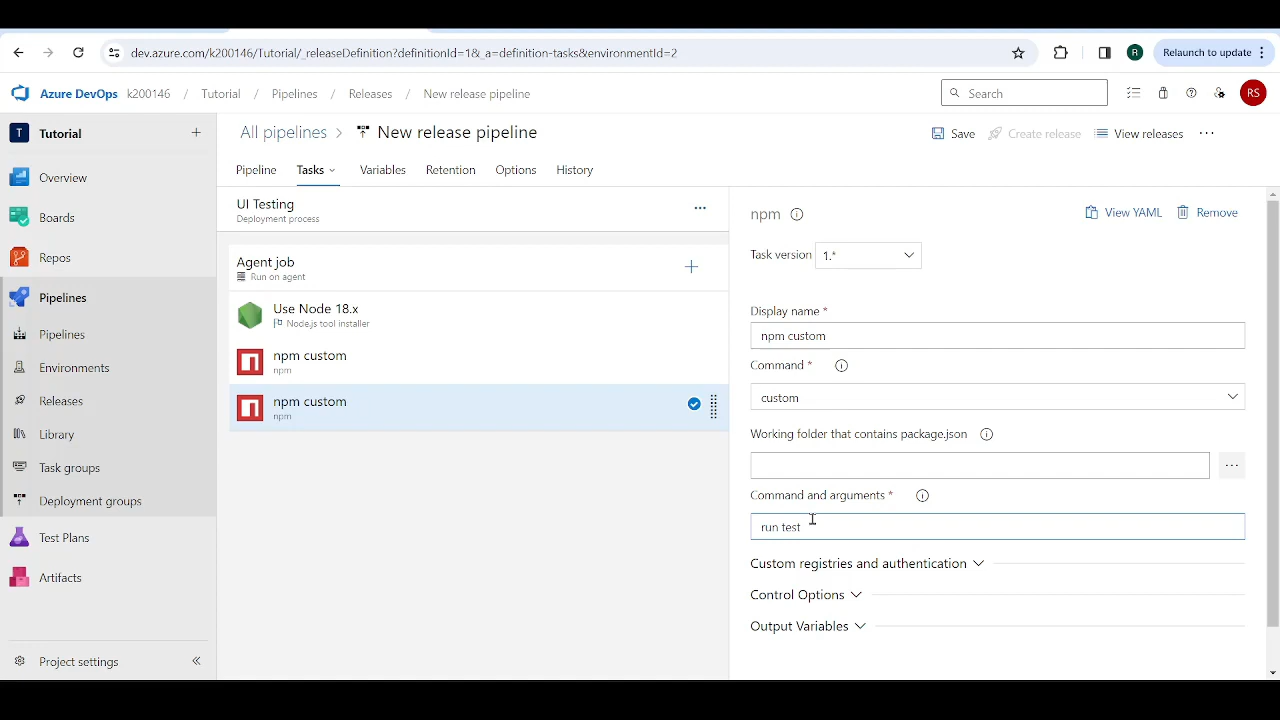 dev.azure.com/k200146/Tutorial/_releaseDefinition?definitionId=1&_a=definition-tasks&environmentId=2
R
Relaunch to update
Azure DevOps k200146 / Tutorial / Pipelines / Releases / New release pipeline
Search
RS
T Tutorial
All pipelines > New release pipeline
Save
Create release
View releases
Overview
Boards
Repos
Pipelines
Pipelines
Environments
Releases
Library
Task groups
Deployment groups
Test Plans
Artifacts
Project settings
Pipeline Tasks Variables Retention Options History
UI Testing
Deployment process
Agent job
Run on agent
Use Node 18.x
Node.js tool installer
npm custom
npm
npm custom
npm
npm
View YAML
Remove
Task version 1.*
Display name *
npm custom
Command *
custom
Working folder that contains package.json
Command and arguments *
run test
Custom registries and authentication
Control Options
Output Variables